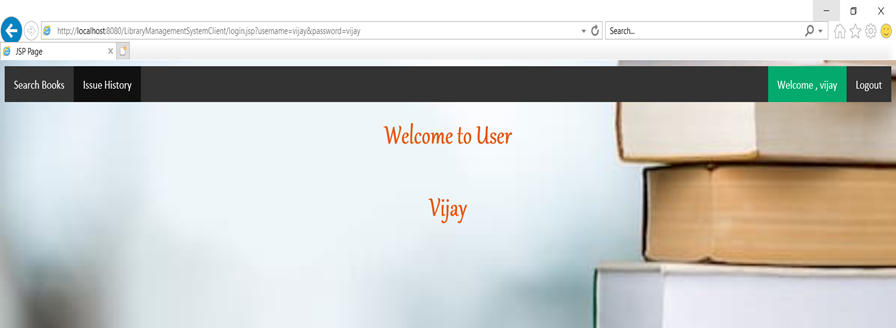 http://localhost:8080/LibraryManagementSystemClient/login.jsp?username=vijay&password=vijay
Search...
JSP Page
Search Books
Issue History
Welcome , vijay
Logout
Welcome to User
Vijay